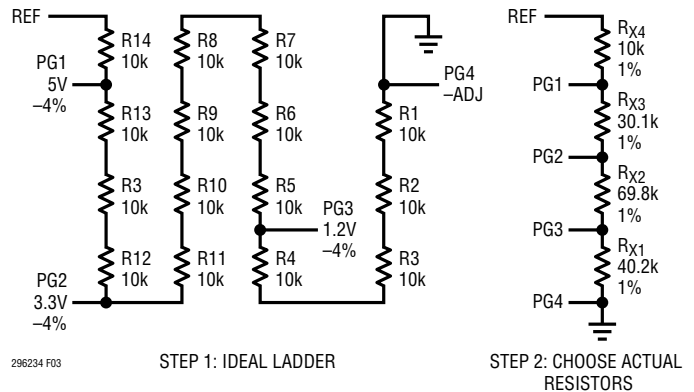 REF
R14
10k
PG1
5V
–4%
R13
10k
R3
10k
R12
10k
PG2
3.3V
–4%
R8
10k
R9
10k
R10
10k
R11
10k
R7
10k
R6
10k
R5
10k
PG3
1.2V
–4%
R4
10k
PG4
–ADJ
R1
10k
R2
10k
R3
10k
STEP 1: IDEAL LADDER
REF
RX4
10k
1%
PG1
RX3
30.1k
1%
PG2
RX2
69.8k
1%
PG3
RX1
40.2k
1%
PG4
STEP 2: CHOOSE ACTUAL
RESISTORS
296234 F03